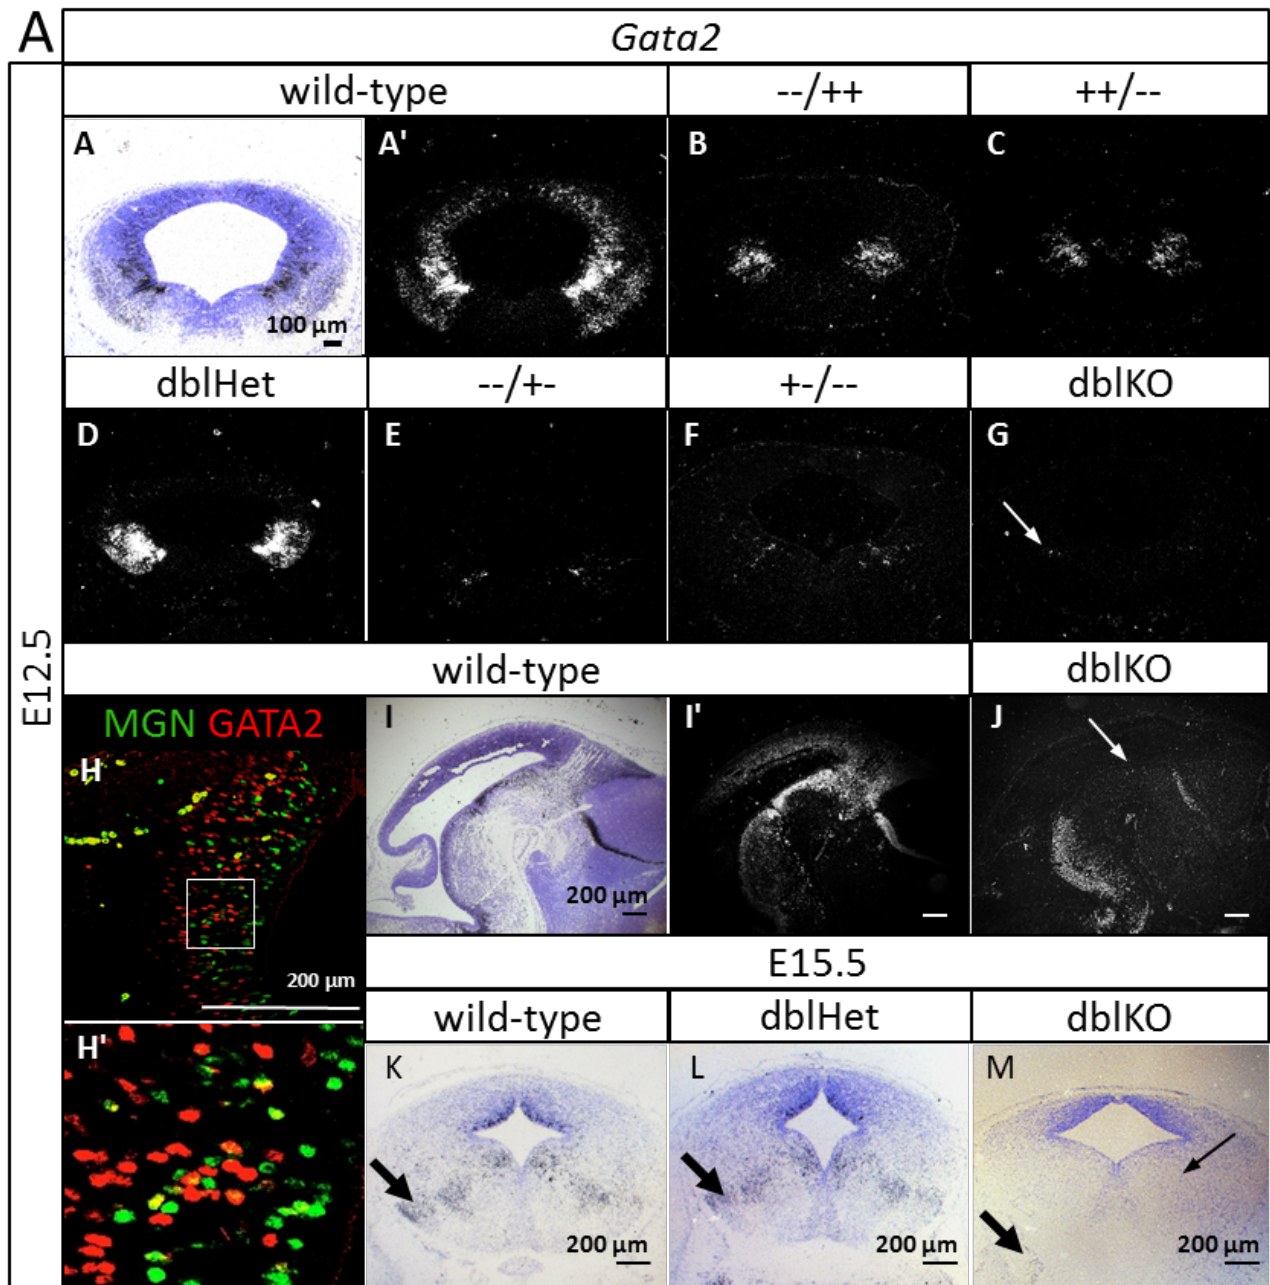 A
Gata2
E12.5
wild-type --/++ ++/--
A A' B C
100 µm
dblHet --/+- +-/-- dblKO
D E F G
wild-type dblKO
MGN GATA2
H I I' J
200 µm
200 µm
E15.5
wild-type dblHet dblKO
H' K L M
200 µm 200 µm 200 µm